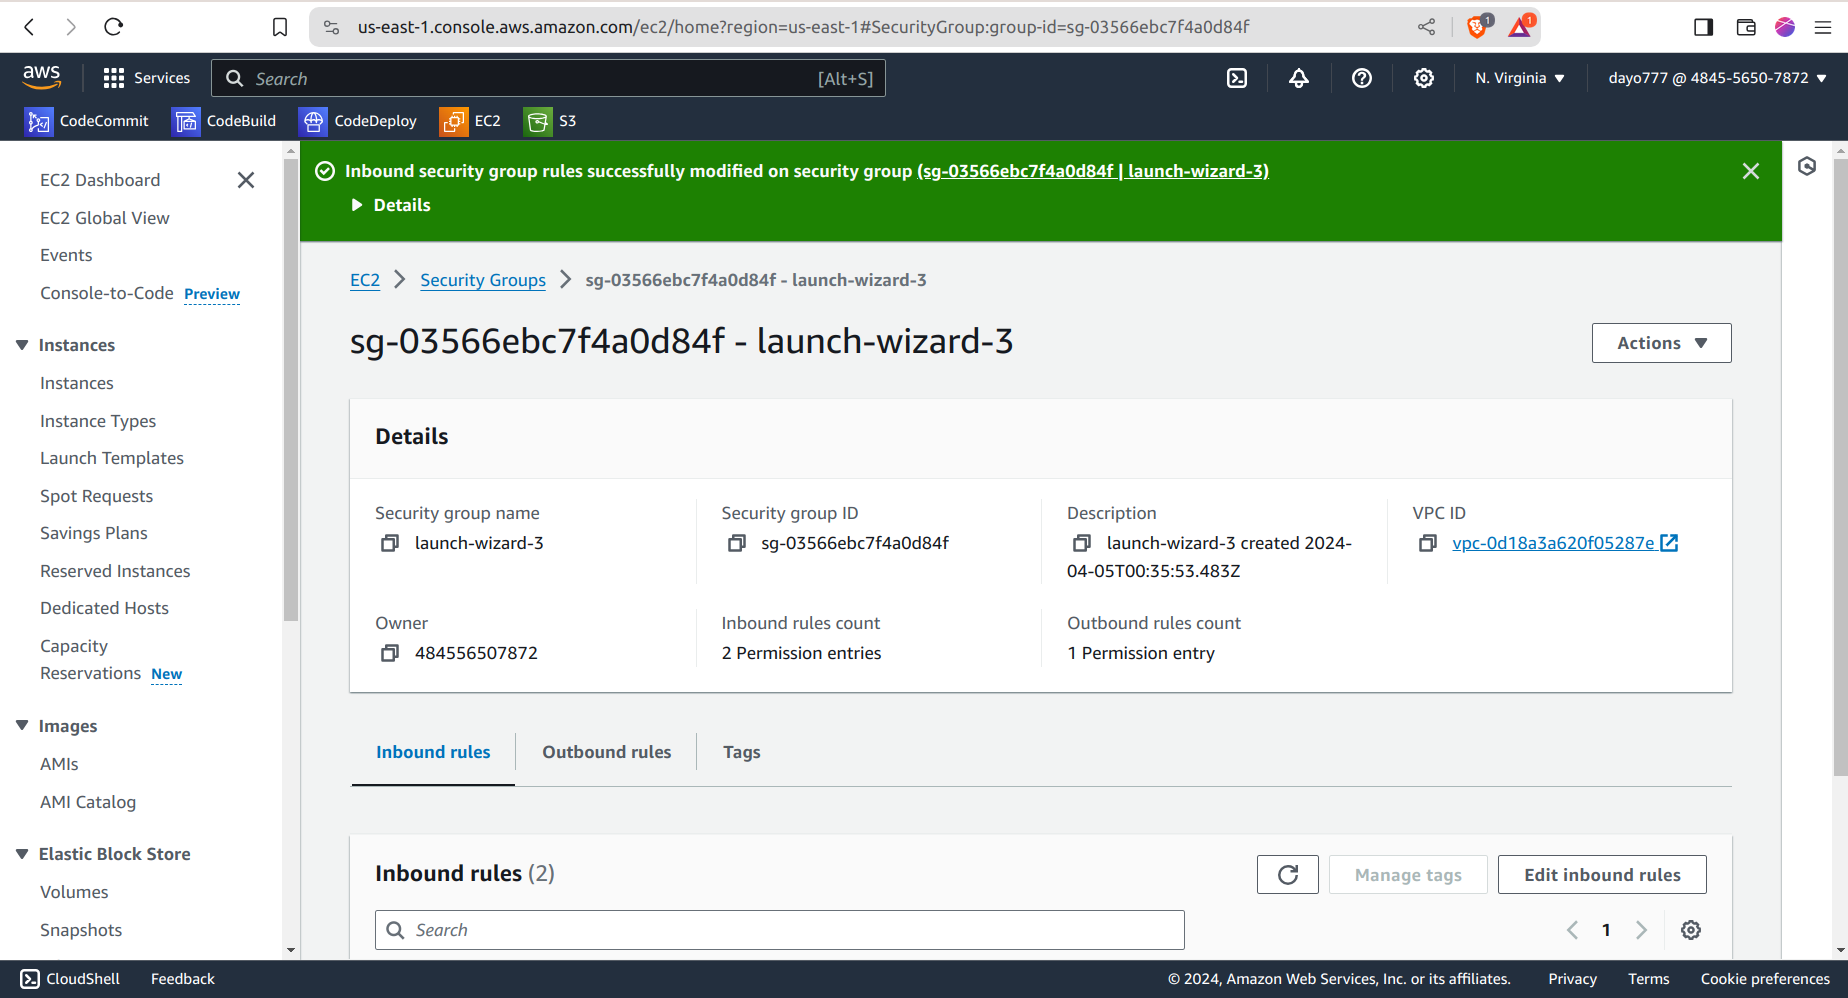 us-east-1.console.aws.amazon.com/ec2/home?region=us-east-1#SecurityGroup:group-id=sg-03566ebc7f4a0d84f
1
1
aws
Services
Search
[Alt+S]
N. Virginia
dayo777 @ 4845-5650-7872
CodeCommit
CodeBuild
CodeDeploy
EC2
S3
EC2 Dashboard
EC2 Global View
Events
Console-to-Code Preview
Instances
Instances
Instance Types
Launch Templates
Spot Requests
Savings Plans
Reserved Instances
Dedicated Hosts
Capacity
Reservations New
Images
AMIs
AMI Catalog
Elastic Block Store
Volumes
Snapshots
Inbound security group rules successfully modified on security group (sg-03566ebc7f4a0d84f | launch-wizard-3)
Details
EC2
Security Groups
sg-03566ebc7f4a0d84f - launch-wizard-3
sg-03566ebc7f4a0d84f - launch-wizard-3
Actions
Details
Security group name
launch-wizard-3
Security group ID
sg-03566ebc7f4a0d84f
Description
launch-wizard-3 created 2024-
04-05T00:35:53.483Z
VPC ID
vpc-0d18a3a620f05287e
Owner
484556507872
Inbound rules count
2 Permission entries
Outbound rules count
1 Permission entry
Inbound rules
Outbound rules
Tags
Inbound rules (2)
Manage tags
Edit inbound rules
Search
1
CloudShell
Feedback
© 2024, Amazon Web Services, Inc. or its affiliates.
Privacy
Terms
Cookie preferences